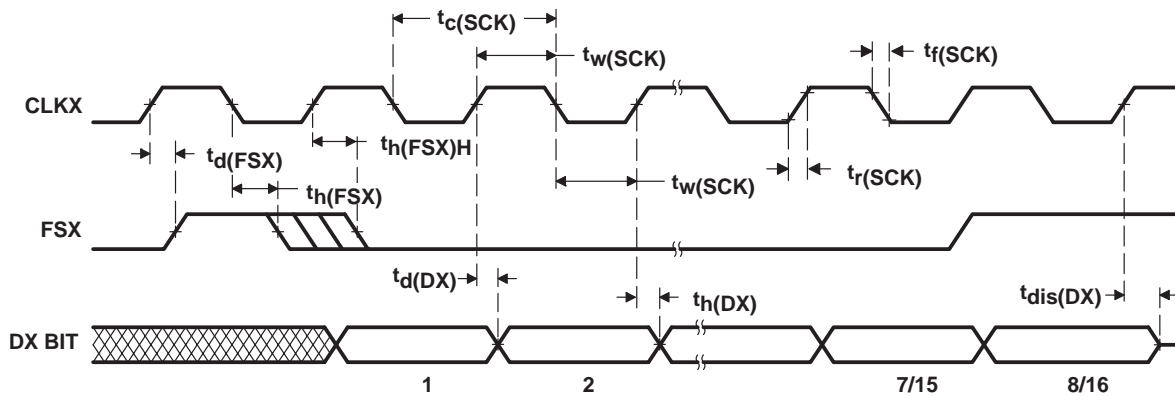 tc(SCK)
tw(SCK)
tf(SCK)
CLKX
th(FSX)H
td(FSX)
tr(SCK)
th(FSX)
tw(SCK)
FSX
td(DX)
th(DX)
tdis(DX)
DX BIT
1 2 7/15 8/16